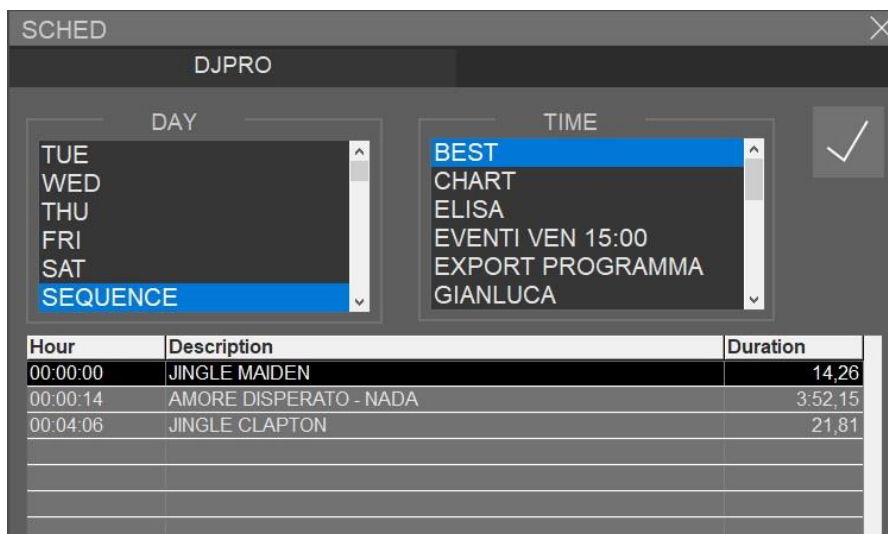 SCHED
DJPRO
DAY
TUE
WED
THU
FRI
SAT
SEQUENCE
TIME
BEST
CHART
ELISA
EVENTI VEN 15:00
EXPORT PROGRAMMA
GIANLUCA
Hour Description Duration
00:00:00 JINGLE MAIDEN 14,26
00:00:14 AMORE DISPERATO - NADA 3:52,15
00:04:06 JINGLE CLAPTON 21,81